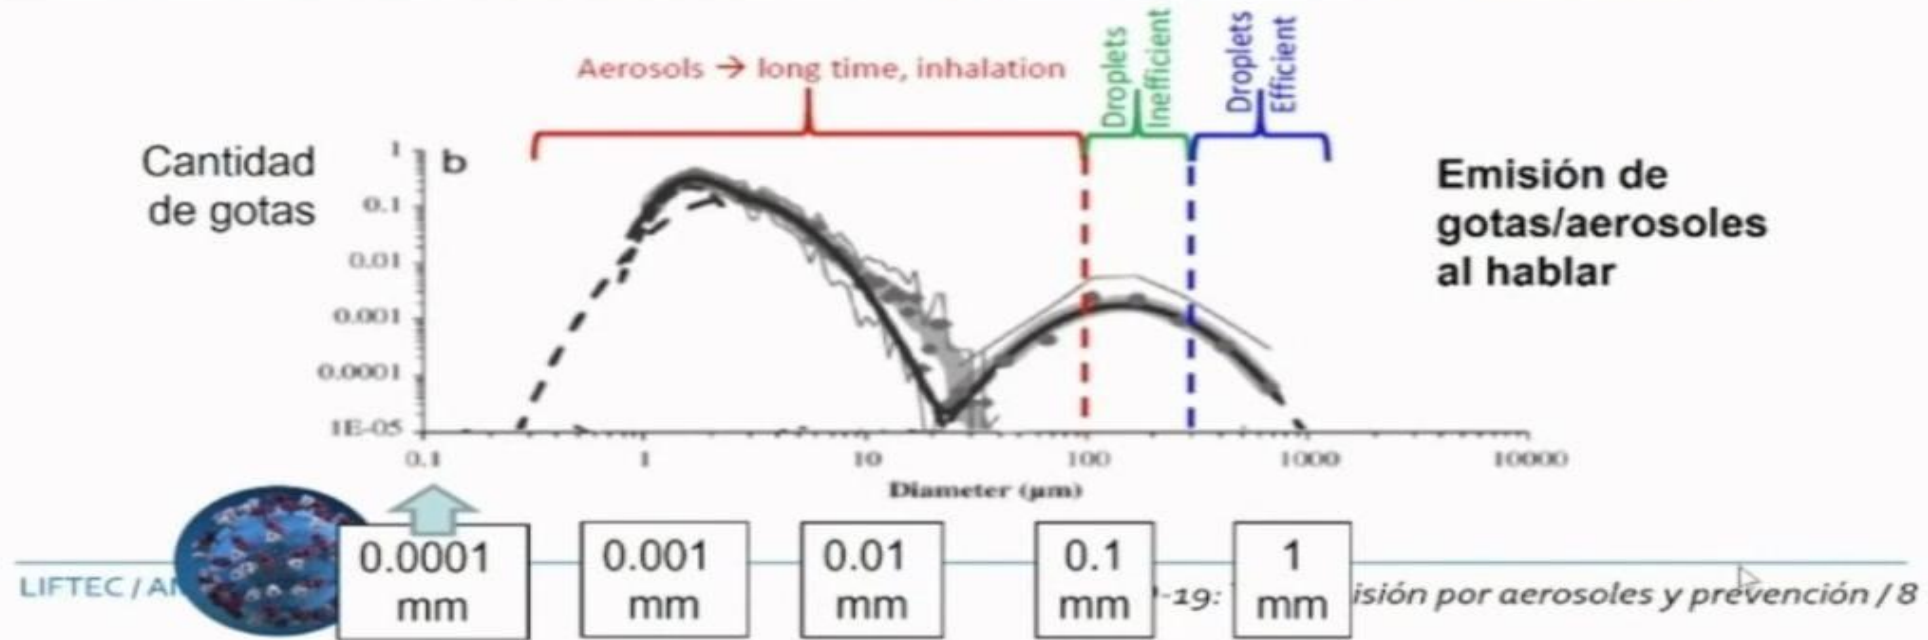 Aerosols → long time, inhalation
Droplets
Inefficient
Droplets
Efficient
Cantidad
de gotas
b
1
0.1
0.01
0.001
0.0001
1E-05
0.1
1
10
100
1000
10000
Diameter (µm)
Emisión de
gotas/aerosoles
al hablar
0.0001
mm
0.001
mm
0.01
mm
0.1
mm
1
mm
LIFTEC / A
-19: isión por aerosoles y prevención / 8